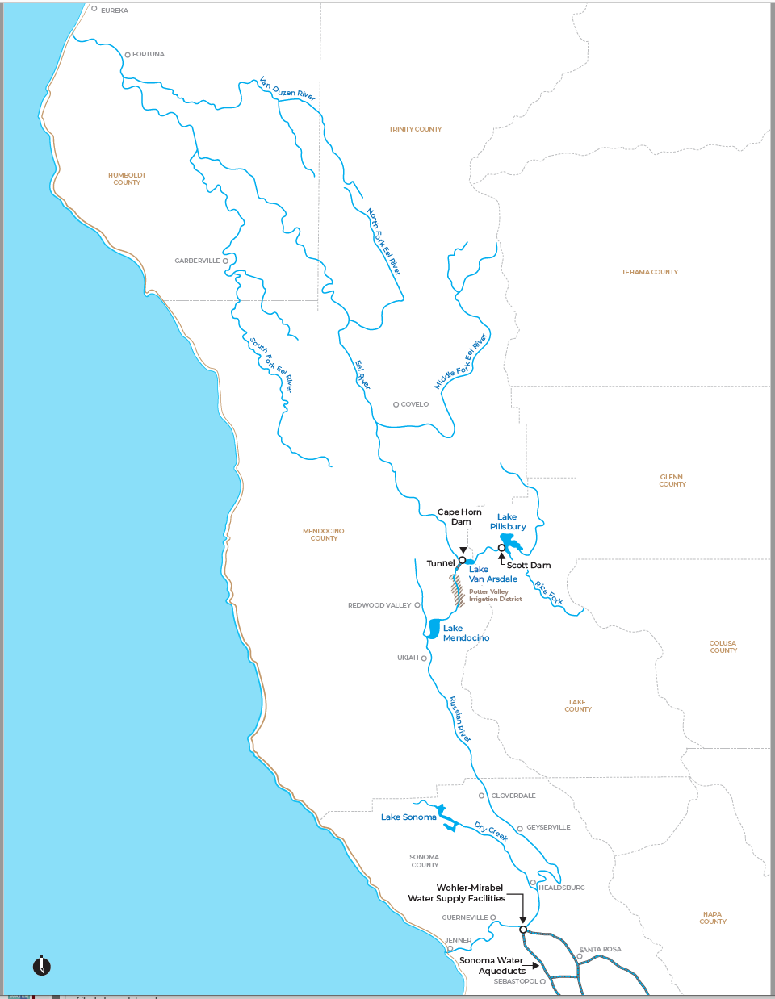 EUREKA
FORTUNA
Van Duzen River
TRINITY COUNTY
HUMBOLDT
COUNTY
North Fork Eel River
GARBERVILLE
TEHAMA COUNTY
South Fork Eel River
Eel River
Middle Fork Eel River
COVELO
GLENN
COUNTY
Cape Horn
Dam
Lake
Pillsbury
MENDOCINO
COUNTY
Tunnel
Scott Dam
Lake
Van Arsdale
Rice Fork
Potter Valley
Irrigation District
REDWOOD VALLEY
Lake
Mendocino
COLUSA
COUNTY
UKIAH
LAKE
COUNTY
Russian River
CLOVERDALE
Lake Sonoma
Dry Creek
GEYSERVILLE
SONOMA
COUNTY
Wohler-Mirabel
Water Supply Facilities
HEALDSBURG
GUERNEVILLE
NAPA
COUNTY
JENNER
SANTA ROSA
Sonoma Water
Aqueducts
SEBASTOPOL
N